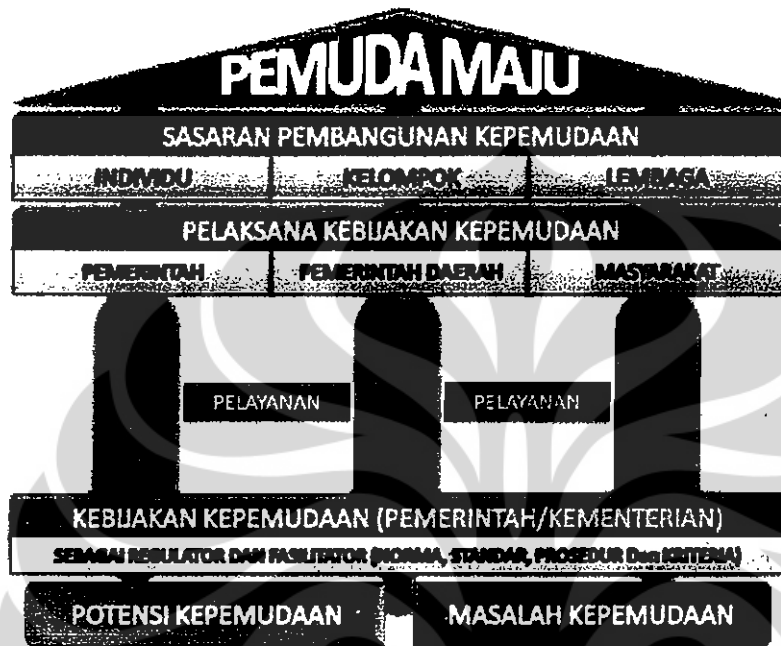 PEMUDA MAJU
SASARAN PEMBANGUNAN KEPEMUDAAN
INDIVIDU KELOMPOK LEMBAGA
PELAKSANA KEBIJAKAN KEPEMUDAAN
PEMERINTAH PEMERINTAH DAERAH MASYARAKAT
PELAYANAN PELAYANAN
KEBIJAKAN KEPEMUDAAN (PEMERINTAH/KEMENTERIAN)
SEBAGAI REGULATOR DAN FASILITATOR (NORMA, STANDAR, PROSEDUR Dan KRITERIA)
POTENSI KEPEMUDAAN MASALAH KEPEMUDAAN